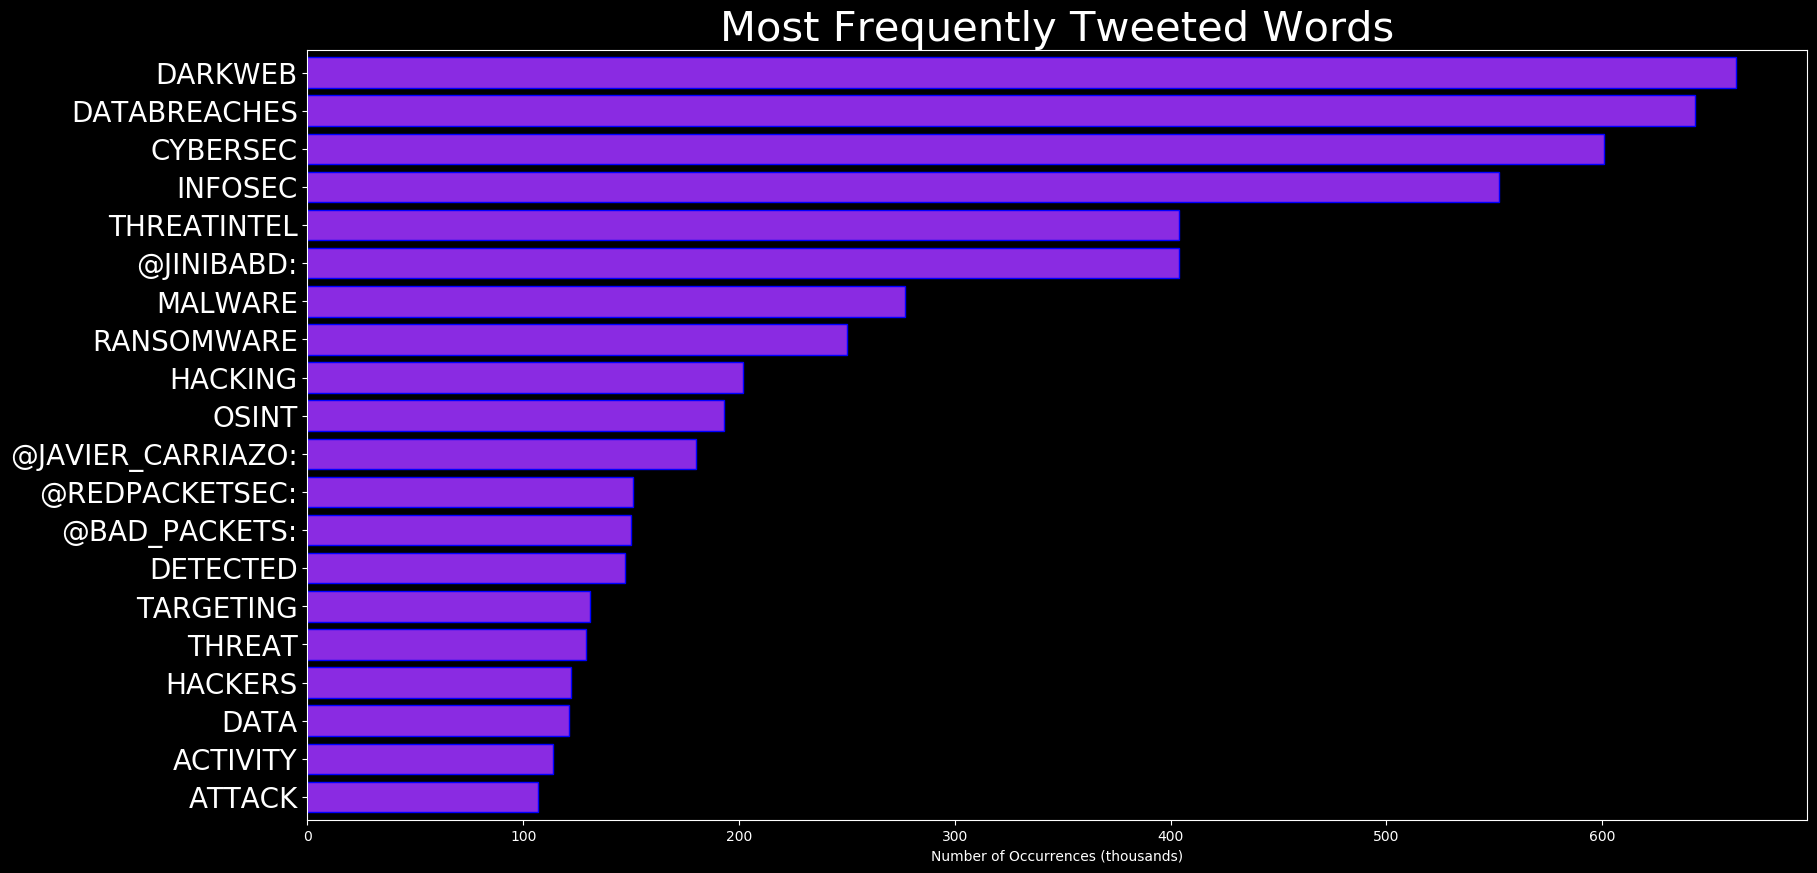 Most Frequently Tweeted Words
DARKWEB
DATABREACHES
CYBERSEC
INFOSEC
THREATINTEL
@JINIBABD:
MALWARE
RANSOMWARE
HACKING
OSINT
@JAVIER_CARRIAZO:
@REDPACKETSEC:
@BAD_PACKETS:
DETECTED
TARGETING
THREAT
HACKERS
DATA
ACTIVITY
ATTACK
0 100 200 300 400 500 600
Number of Occurrences (thousands)